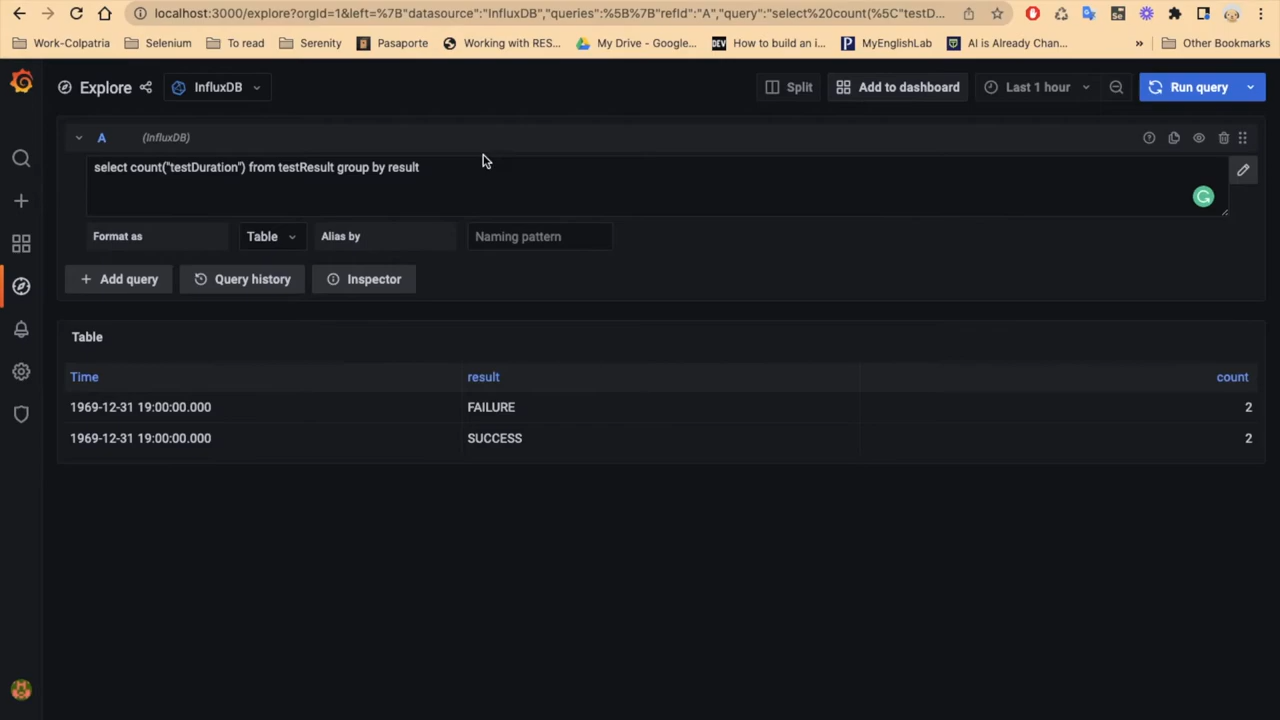 localhost:3000/explore?orgId=1&left=%7B"datasource":"InfluxDB","queries":%5B%7B"refId":"A","query":"select%20count(%5C"testD...
Work-Colpatria Selenium To read Serenity Pasaporte Working with RES... My Drive - Google... DEV How to build an i... P MyEnglishLab AI is Already Chan... » Other Bookmarks
Explore InfluxDB Split Add to dashboard Last 1 hour Run query
A (InfluxDB)
select count("testDuration") from testResult group by result
Format as Table Alias by Naming pattern
+ Add query Query history Inspector
Table
Time result count
1969-12-31 19:00:00.000 FAILURE 2
1969-12-31 19:00:00.000 SUCCESS 2